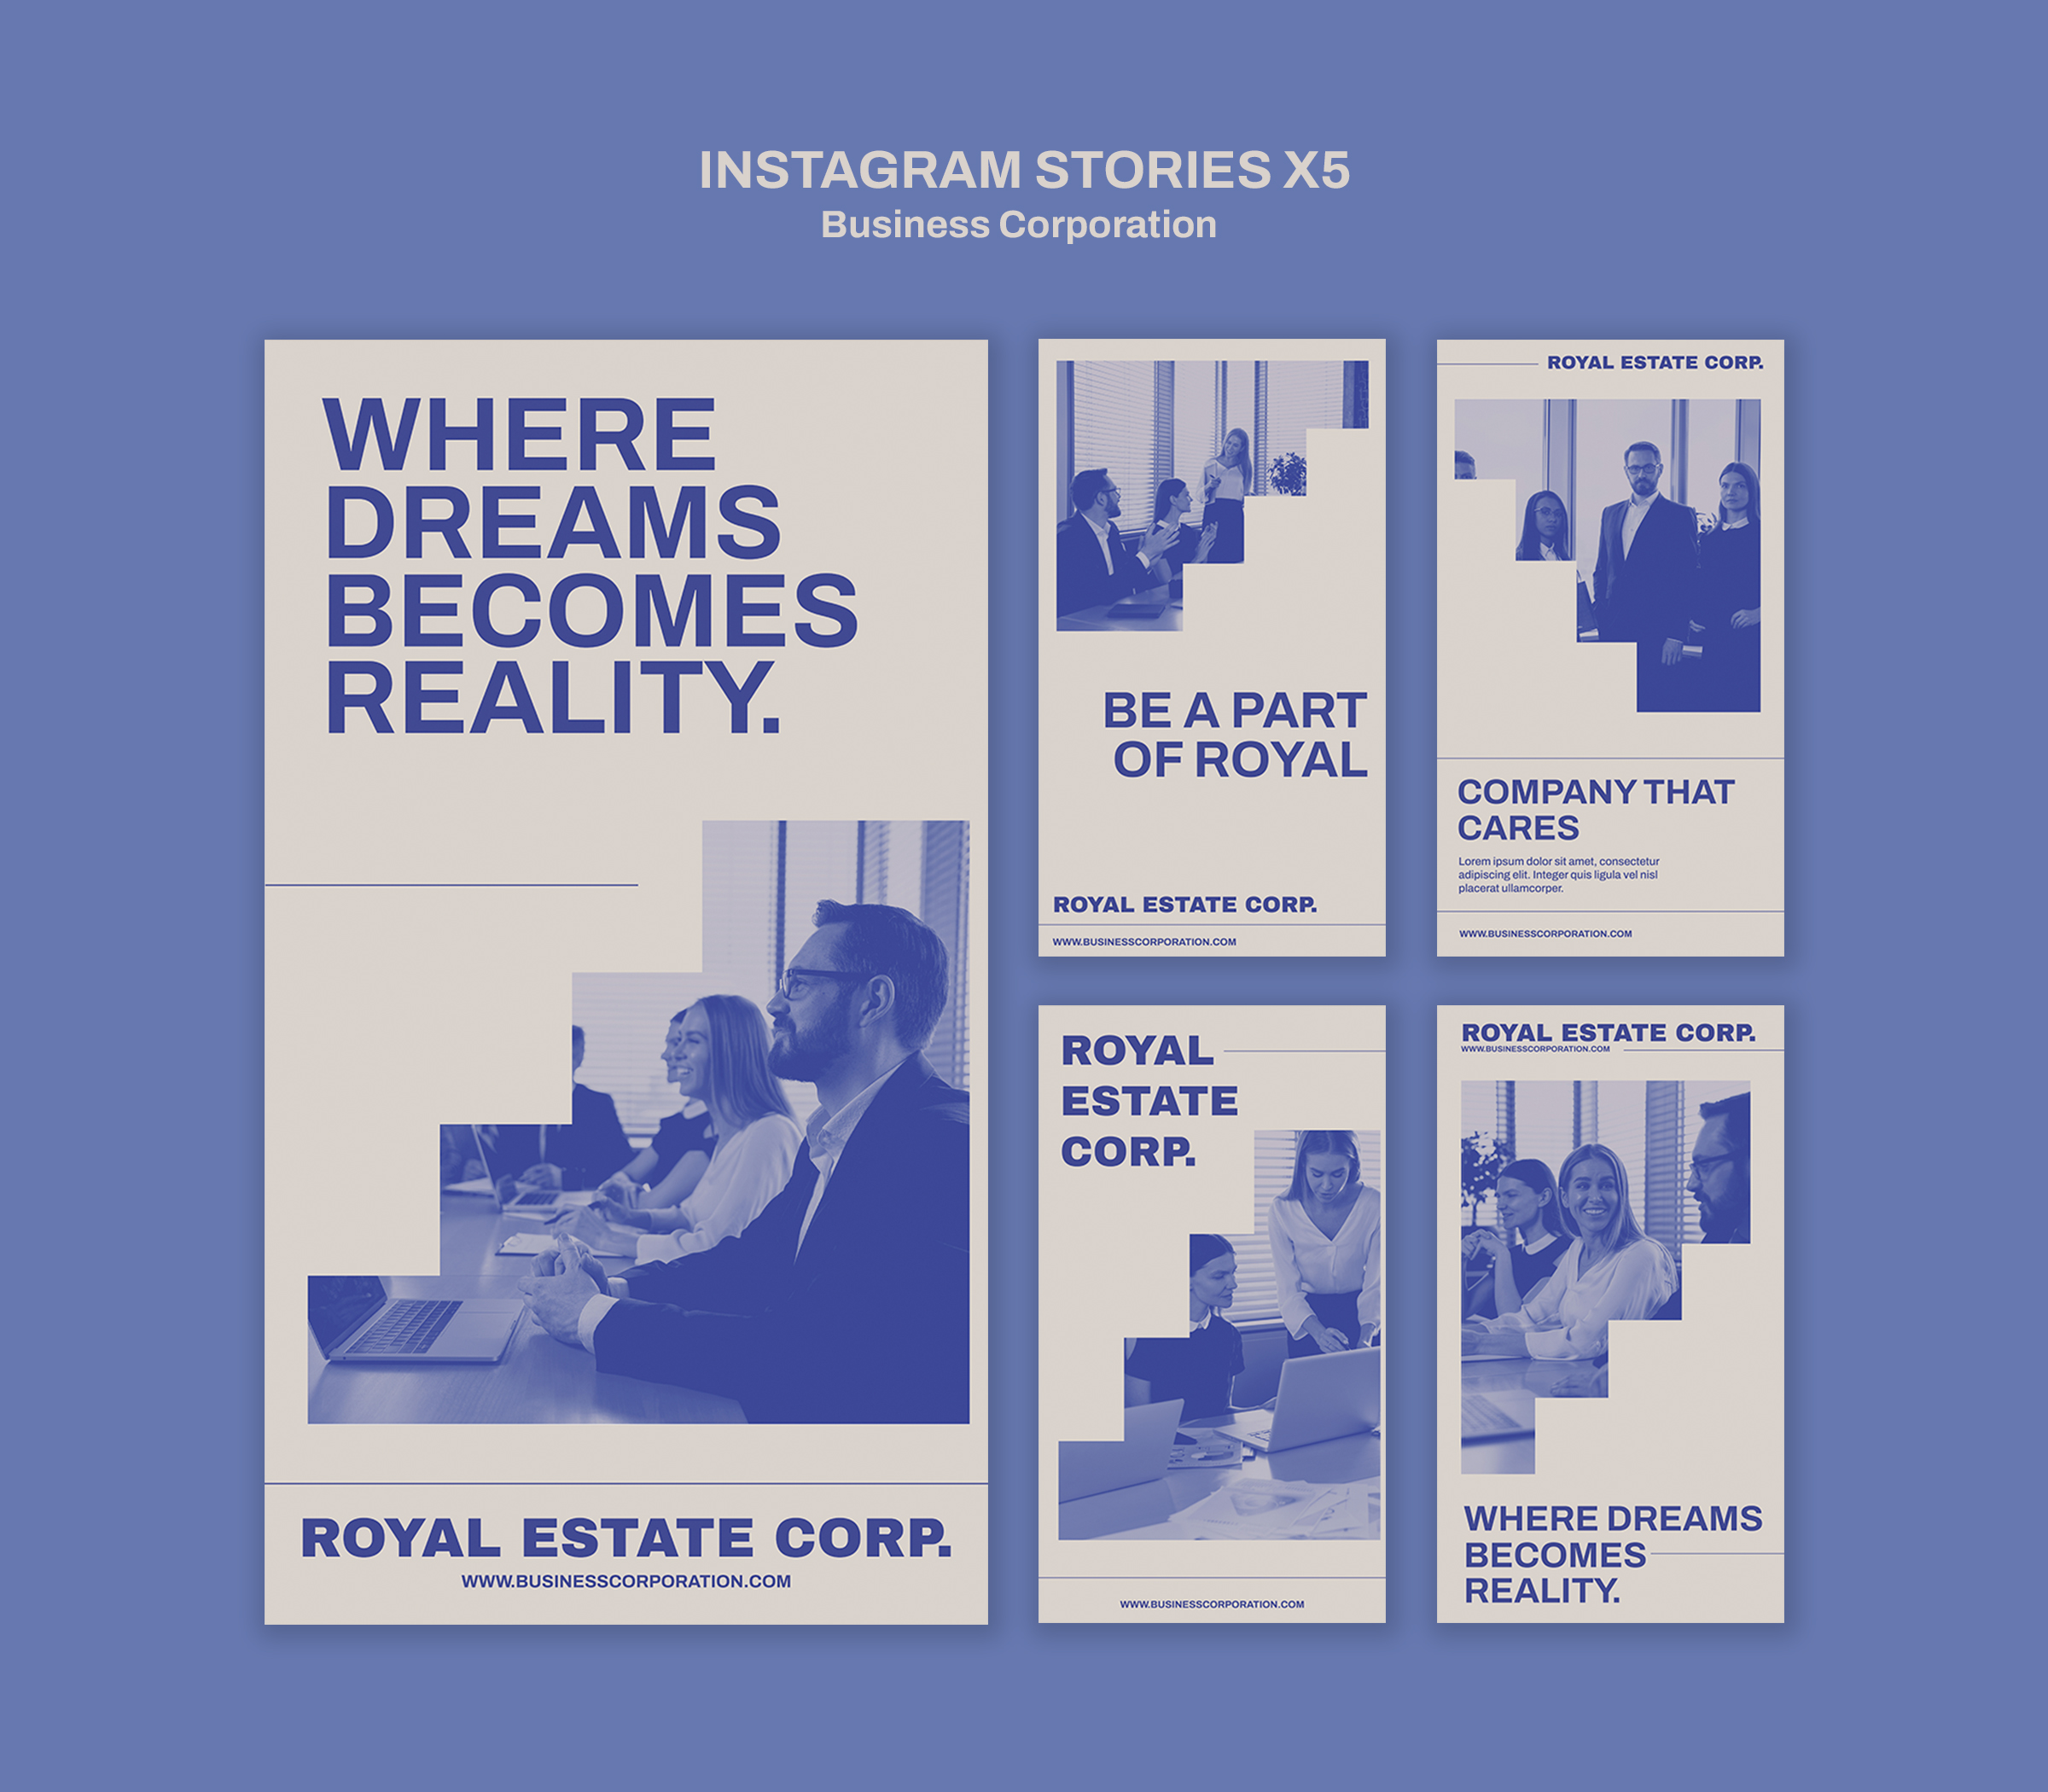 INSTAGRAM STORIES X5
Business Corporation
WHERE
DREAMS
BECOMES
REALITY.
ROYAL ESTATE CORP.
WWW.BUSINESSCORPORATION.COM
BE A PART
OF ROYAL
ROYAL ESTATE CORP.
WWW.BUSINESSCORPORATION.COM
ROYAL ESTATE CORP.
COMPANY THAT
CARES
Lorem ipsum dolor sit amet, consectetur
adipiscing elit. Integer quis ligula vel nisl
placerat ullamcorper.
WWW.BUSINESSCORPORATION.COM
ROYAL
ESTATE
CORP.
WWW.BUSINESSCORPORATION.COM
ROYAL ESTATE CORP.
WWW.BUSINESSCORPORATION.COM
WHERE DREAMS
BECOMES
REALITY.